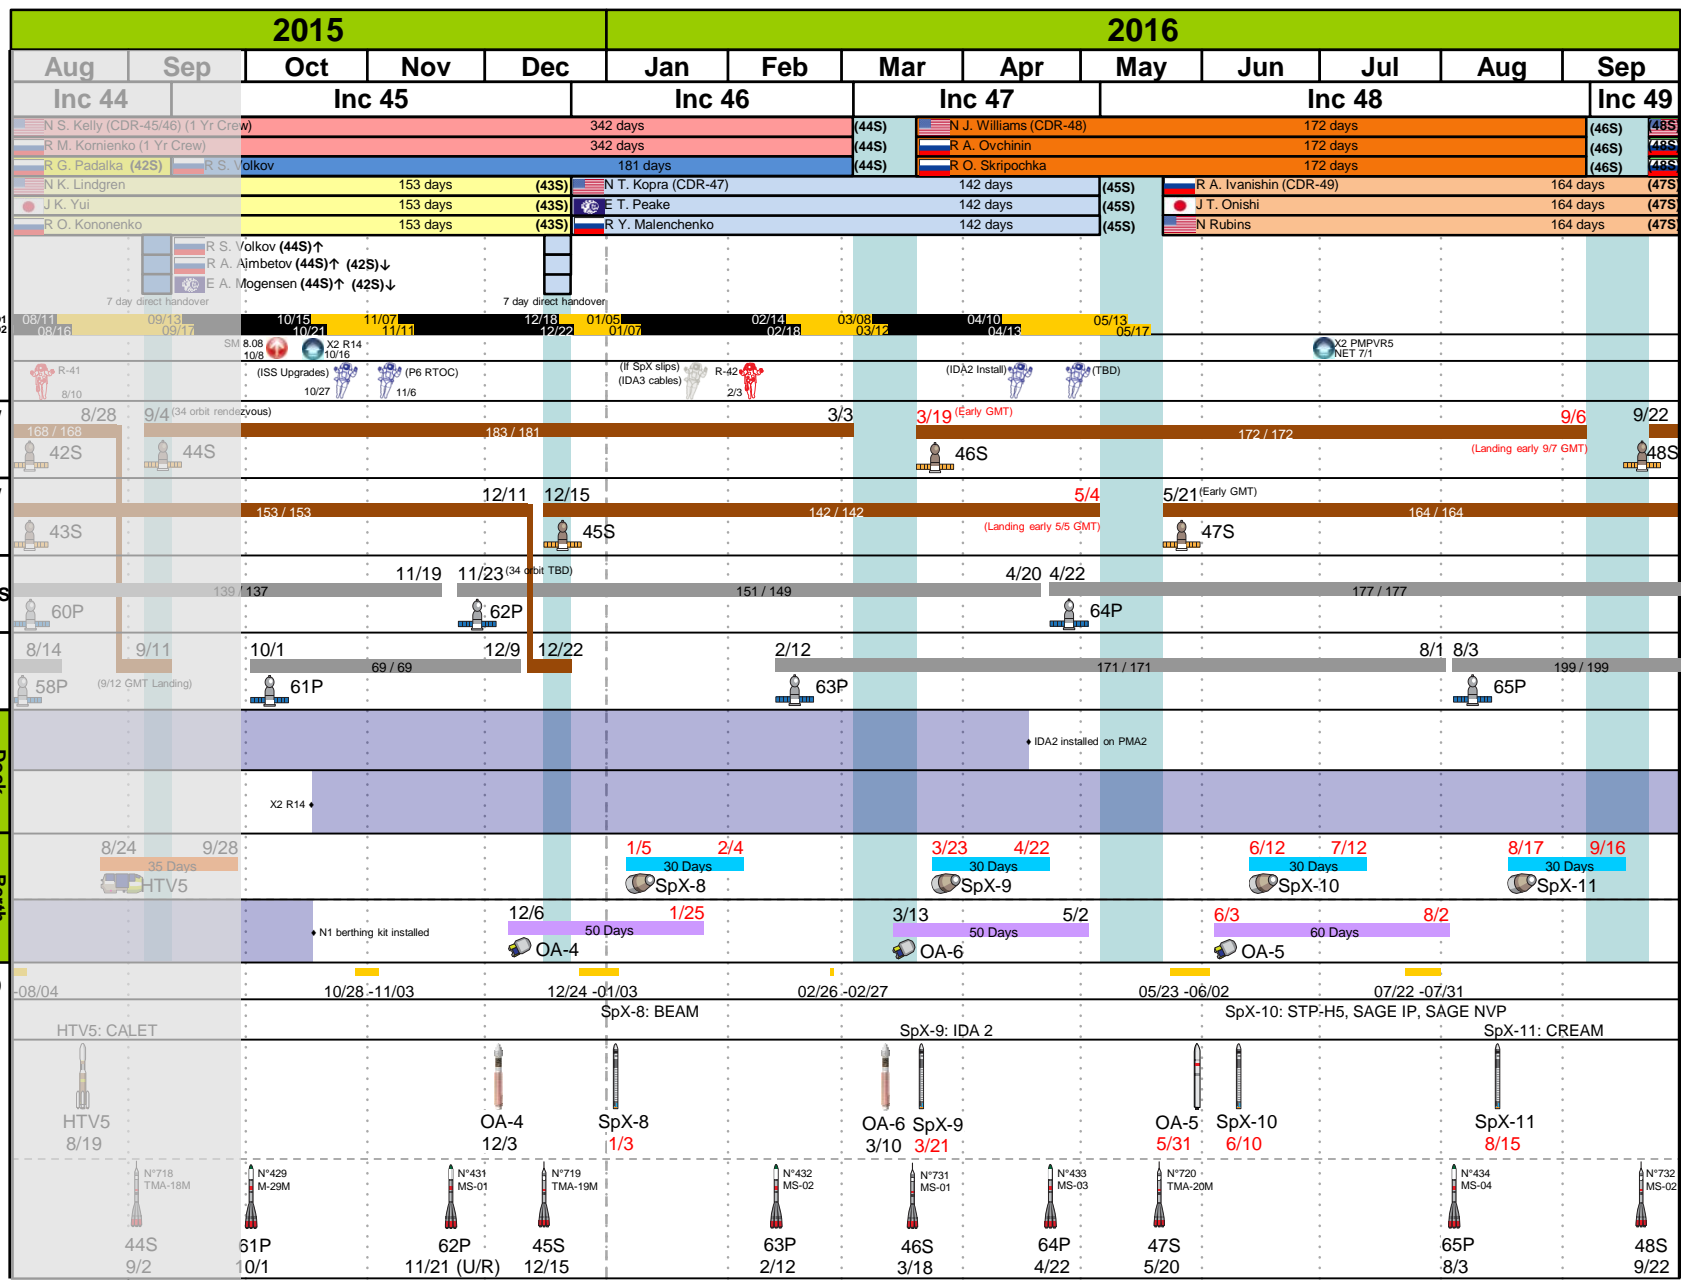 2015 2016
Aug Sep Oct Nov Dec Jan Feb Mar Apr May Jun Jul Aug Sep
Inc 44 Inc 45 Inc 46 Inc 47 Inc 48 Inc 49
N S. Kelly (CDR-45/46) (1 Yr Crew) 342 days (44S) N J. Williams (CDR-48) 172 days (46S) (48S)
R M. Kornienko (1 Yr Crew) 342 days (44S) R A. Ovchinin 172 days (46S) (48S)
R G. Padalka (42S) R S. Volkov 181 days (44S) R O. Skripochka 172 days (46S) (48S)
N K. Lindgren 153 days (43S) N T. Kopra (CDR-47) 142 days (45S) R A. Ivanishin (CDR-49) 164 days (47S)
J K. Yui 153 days (43S) E T. Peake 142 days (45S) J T. Onishi 164 days (47S)
R O. Kononenko 153 days (43S) R Y. Malenchenko 142 days (45S) N Rubins 164 days (47S)
R S. Volkov (44S)↑
R A. Aimbetov (44S)↑ (42S)↓
E A. Mogensen (44S)↑ (42S)↓
7 day direct handover 7 day direct handover
08/11 09/13 10/15 11/07 12/18 01/05 02/14 03/08 04/10 05/13
08/16 09/17 10/21 11/11 12/22 01/07 02/18 03/12 04/13 05/17
SM 8.08 X2 R14 X2 PMPVR5
10/8 10/16 NET 7/1
R-41 (ISS Upgrades) (P6 RTOC) (If SpX slips) R-42 (IDA2 Install) (TBD)
(IDA3 cables)
8/10 10/27 11/6 2/3
8/28 9/4 (34 orbit rendezvous) 3/3 3/19 (Early GMT) 9/6 9/22
168 / 168 183 / 181 172 / 172
42S 44S 46S (Landing early 9/7 GMT) 48S
12/11 12/15 5/4 5/21 (Early GMT)
153 / 153 142 / 142 164 / 164
43S 45S (Landing early 5/5 GMT) 47S
11/19 11/23 (34 orbit TBD) 4/20 4/22
139 / 137 151 / 149 177 / 177
60P 62P 64P
8/14 9/11 10/1 12/9 12/22 2/12 8/1 8/3
69 / 69 171 / 171 199 / 199
58P (9/12 GMT Landing) 61P 63P 65P
IDA2 installed on PMA2
X2 R14
8/24 9/28 1/5 2/4 3/23 4/22 6/12 7/12 8/17 9/16
35 Days 30 Days 30 Days 30 Days 30 Days
HTV5 SpX-8 SpX-9 SpX-10 SpX-11
12/6 1/25 3/13 5/2 6/3 8/2
N1 berthing kit installed 50 Days 50 Days 60 Days
OA-4 OA-6 OA-5
-08/04 10/28 -11/03 12/24 -01/03 02/26 -02/27 05/23 -06/02 07/22 -07/31
SpX-8: BEAM SpX-10: STP-H5, SAGE IP, SAGE NVP
HTV5: CALET SpX-9: IDA 2 SpX-11: CREAM
HTV5 OA-4 SpX-8 OA-6 SpX-9 OA-5 SpX-10 SpX-11
8/19 12/3 1/3 3/10 3/21 5/31 6/10 8/15
N°718 N°429 N°431 N°719 N°432 N°731 N°433 N°720 N°434 N°732
TMA-18M M-29M MS-01 TMA-19M MS-02 MS-01 MS-03 TMA-20M MS-04 MS-02
44S 61P 62P 45S 63P 46S 64P 47S 65P 48S
9/2 10/1 11/21 (U/R) 12/15 2/12 3/18 4/22 5/20 8/3 9/22